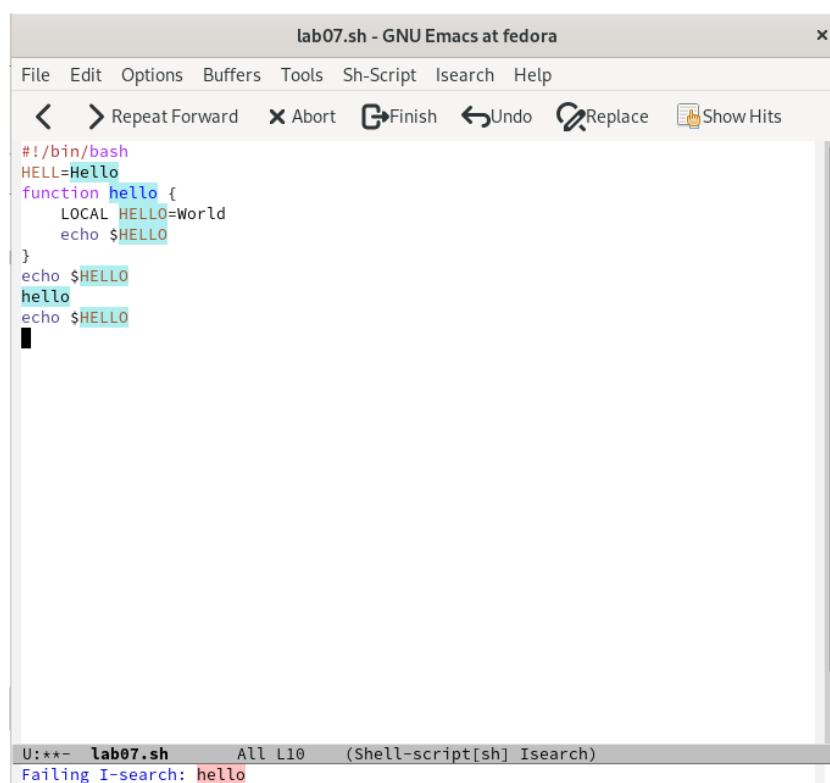 lab07.sh - GNU Emacs at fedora ×
File Edit Options Buffers Tools Sh-Script Isearch Help
Repeat Forward Abort Finish Undo Replace Show Hits
#!/bin/bash
HELL=Hello
function hello {
    LOCAL HELLO=World
    echo $HELLO
}
echo $HELLO
hello
echo $HELLO
U:**- lab07.sh All L10 (Shell-script[sh] Isearch)
Failing I-search: hello